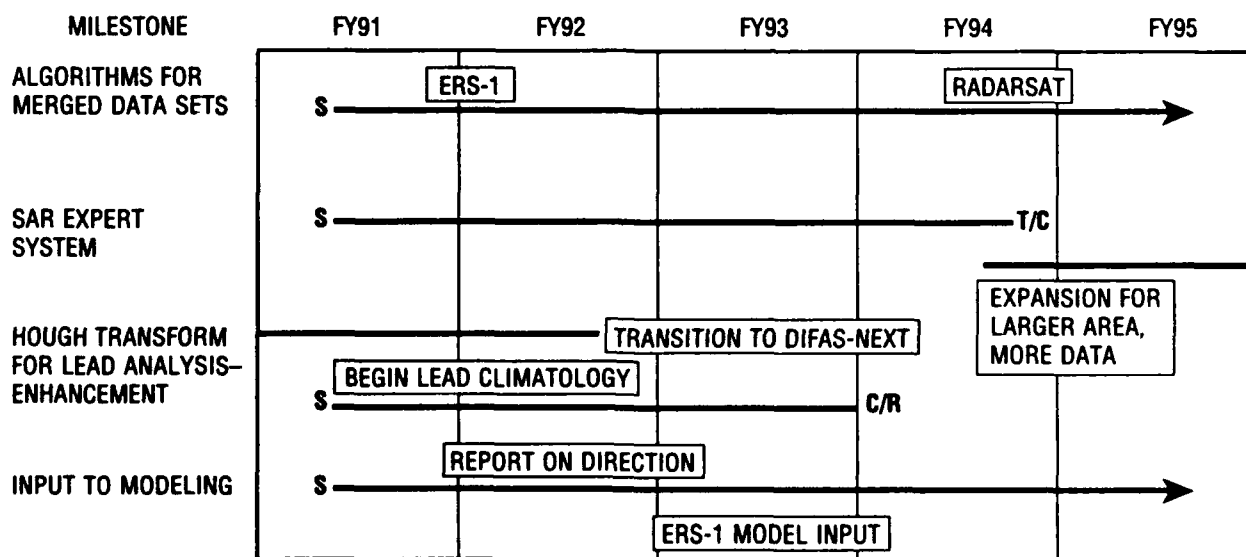 MILESTONE FY91 FY92 FY93 FY94 FY95
ALGORITHMS FOR
MERGED DATA SETS
ERS-1
RADARSAT
S
SAR EXPERT
SYSTEM
S
T/C
EXPANSION FOR
LARGER AREA,
MORE DATA
HOUGH TRANSFORM
FOR LEAD ANALYSIS–
ENHANCEMENT
TRANSITION TO DIFAS-NEXT
BEGIN LEAD CLIMATOLOGY
S
C/R
INPUT TO MODELING
REPORT ON DIRECTION
S
ERS-1 MODEL INPUT